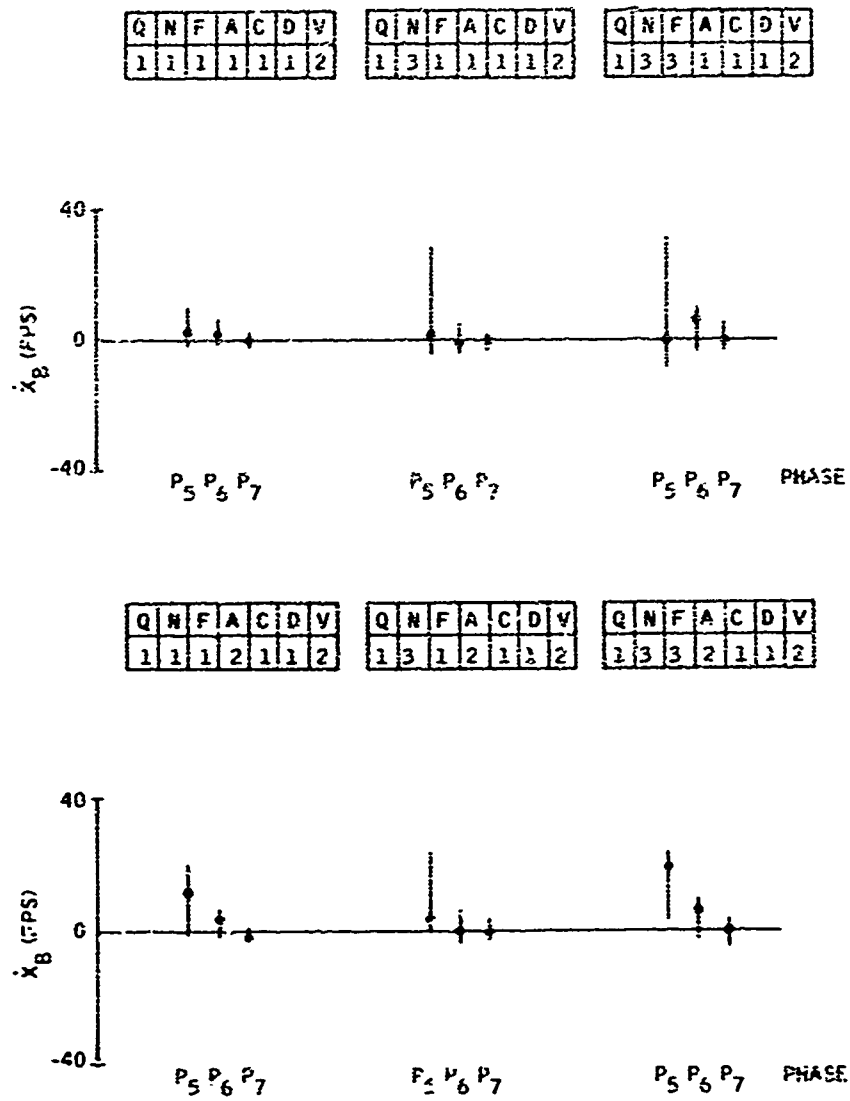 Q N F A C D V
1 1 1 1 1 1 2
Q N F A C D V
1 3 1 1 1 1 2
Q N F A C D V
1 3 3 1 1 1 2
40
0
-40
ẊB (FPS)
P5 P6 P7
P5 P6 P7
P5 P6 P7
PHASE
Q N F A C D V
1 1 1 2 1 1 2
Q N F A C D V
1 3 1 2 1 1 2
Q N F A C D V
1 3 3 2 1 1 2
40
0
-40
ẊB (FPS)
P5 P6 P7
P5 P6 P7
P5 P6 P7
PHASE